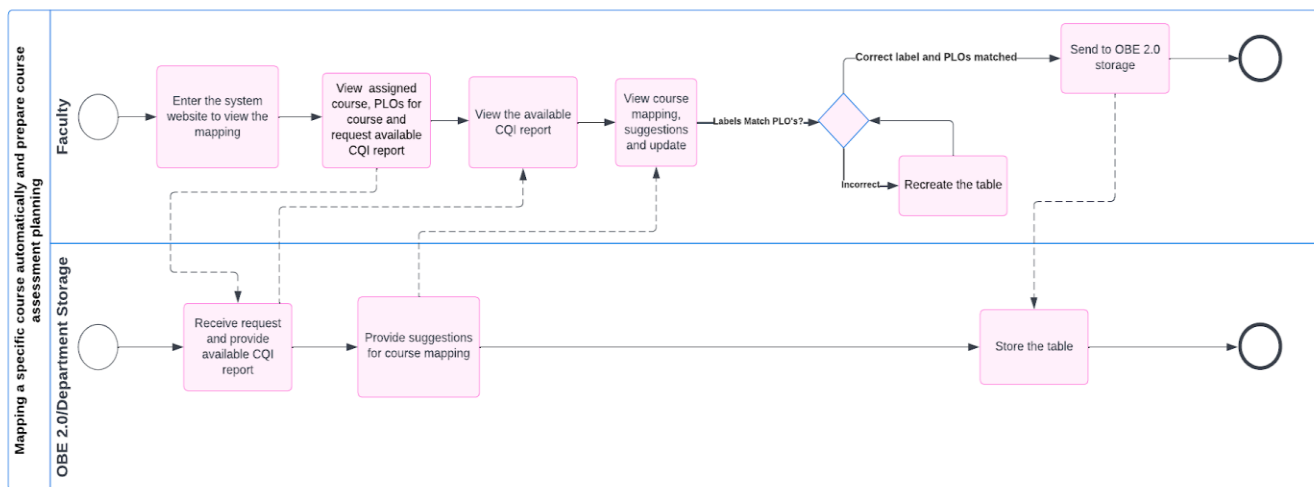 Mapping a specific course automatically and prepare course
assessment planning
Faculty
Enter the system
website to view the
mapping
View  assigned
course, PLOs for
course and
request available
CQI report
View the available
CQI report
View course
mapping,
suggestions
and update
Labels Match PLO's?
Correct label and PLOs matched
Incorrect
Recreate the table
Send to OBE 2.0
storage
OBE 2.0/Department Storage
Receive request
and provide
available CQI
report
Provide suggestions
for course mapping
Store the table